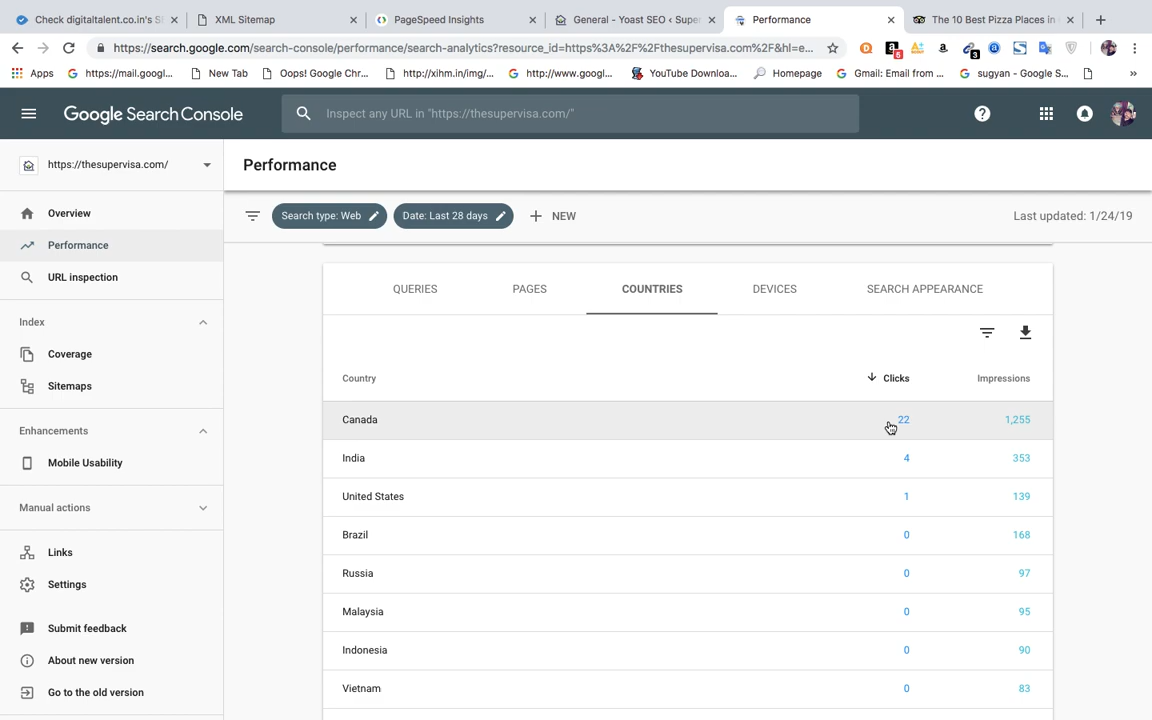 Check digitalent.co.in's S
XML Sitemap
PageSpeed Insights
General - Yoast SEO ‹ Supe
Performance
The 10 Best Pizza Places in
https://search.google.com/search-console/performance/search-analytics?resource_id=https%3A%2F%2Fthesupervisa.com%2F&hl=e...
Apps
https://mail.googl...
New Tab
Oops! Google Chr...
http://xihm.in/img/...
http://www.googl...
YouTube Downloa...
Homepage
Gmail: Email from ...
sugyan - Google S...
»
Google Search Console
Inspect any URL in "https://thesupervisa.com/"
https://thesupervisa.com/
Performance
Overview
Search type: Web
Date: Last 28 days
NEW
Last updated: 1/24/19
Performance
URL inspection
QUERIES
PAGES
COUNTRIES
DEVICES
SEARCH APPEARANCE
Index
Coverage
Sitemaps
Country
Clicks
Impressions
Canada 22 1,255
Enhancements
Mobile Usability
India 4 353
United States 1 139
Manual actions
Brazil 0 168
Links
Russia 0 97
Settings
Malaysia 0 95
Submit feedback
Indonesia 0 90
About new version
Vietnam 0 83
Go to the old version